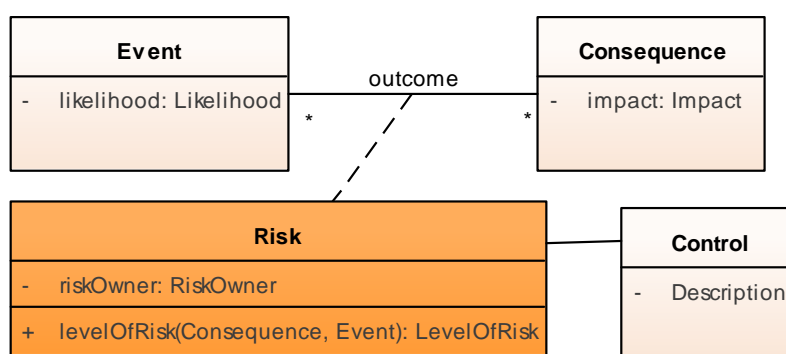 Event
- likelihood: Likelihood
outcome
*
*
Consequence
- impact: Impact
Risk
- riskOwner: RiskOwner
+ levelOfRisk(Consequence, Event): LevelOfRisk
Control
- Description